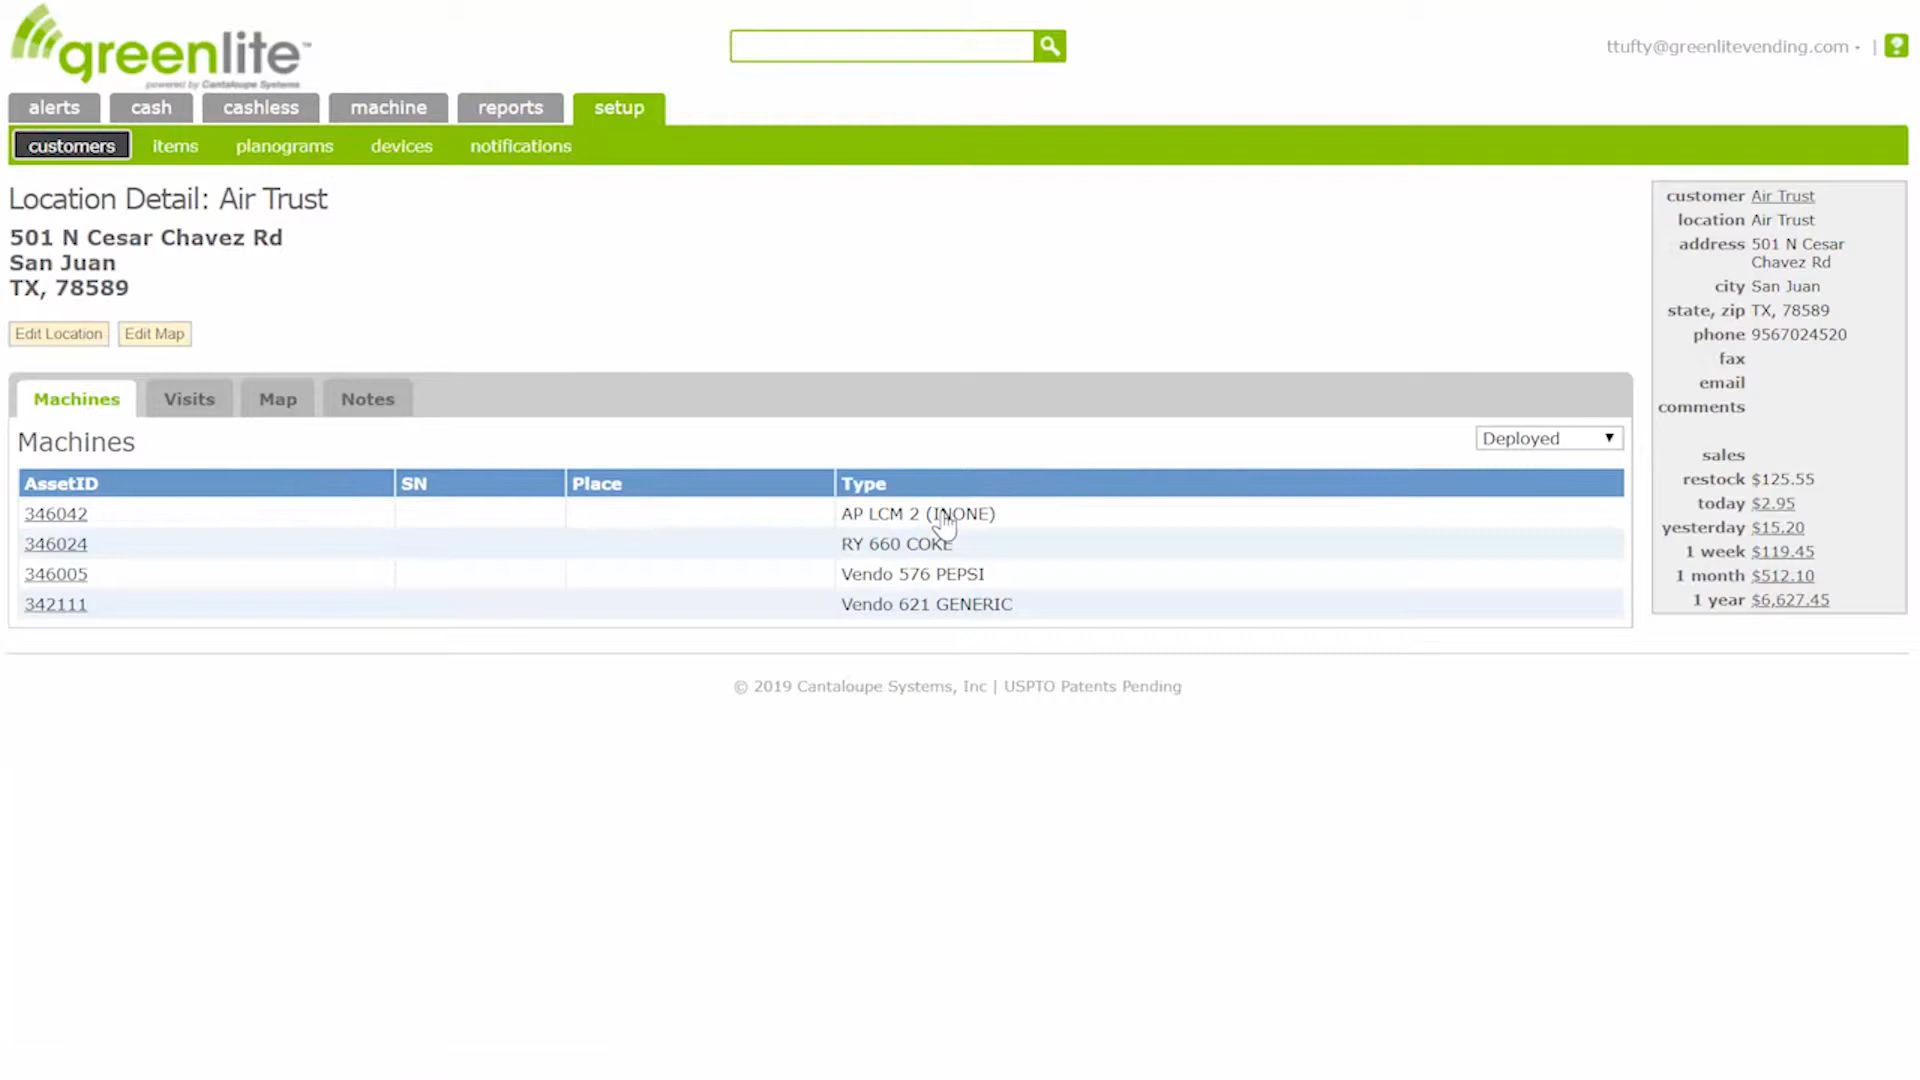 greenlite™
powered by Cantaloupe Systems
ttufty@greenlitevending.com
|
?
alerts cash cashless machine reports setup
customers items planograms devices notifications
Location Detail: Air Trust
501 N Cesar Chavez Rd
San Juan
TX, 78589
Edit Location Edit Map
Machines Visits Map Notes
Machines
Deployed
AssetID SN Place Type
346042 AP LCM 2 (INONE)
346024 RY 660 COKE
346005 Vendo 576 PEPSI
342111 Vendo 621 GENERIC
customer Air Trust
location Air Trust
address 501 N Cesar
Chavez Rd
city San Juan
state, zip TX, 78589
phone 9567024520
fax
email
comments
sales
restock $125.55
today $2.95
yesterday $15.20
1 week $119.45
1 month $512.10
1 year $6,627.45
© 2019 Cantaloupe Systems, Inc | USPTO Patents Pending